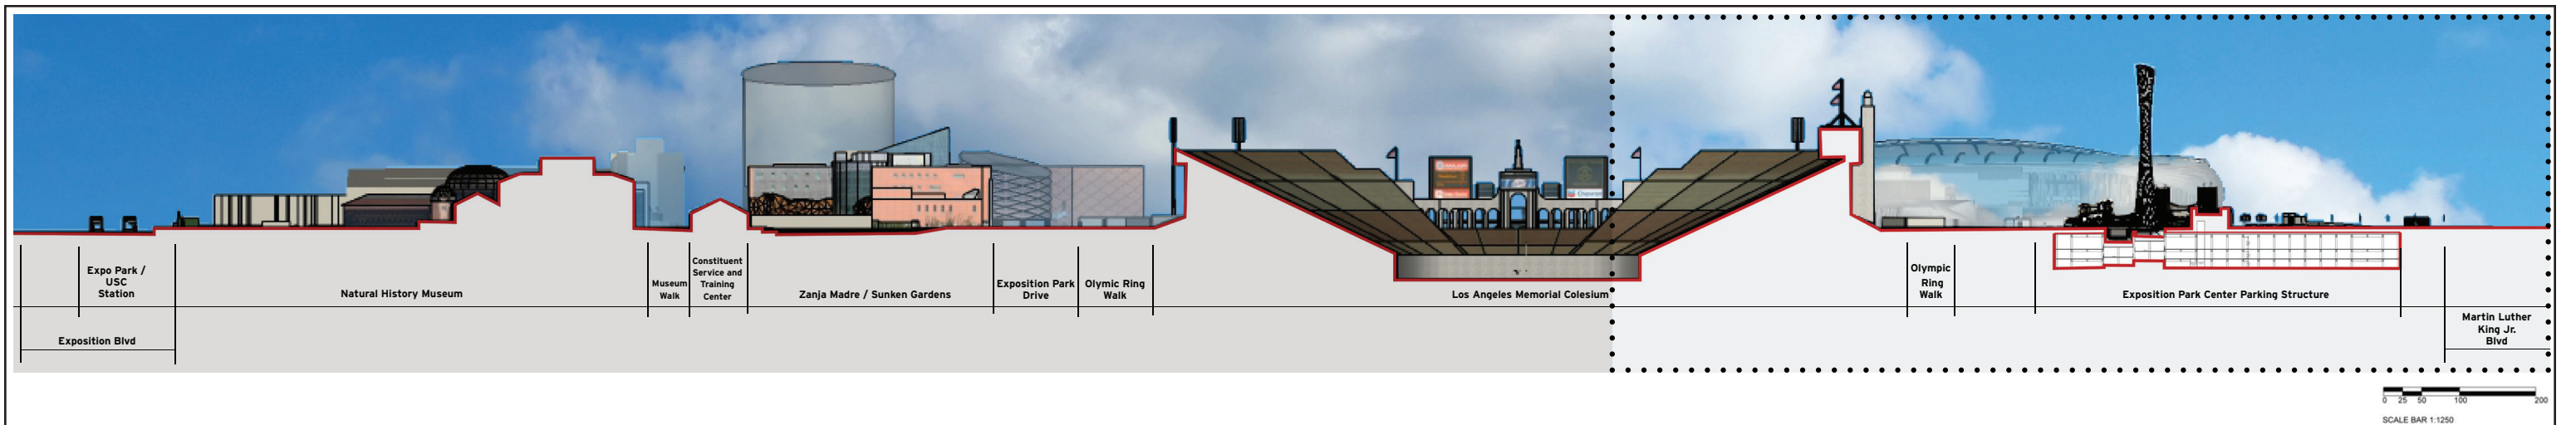 Expo Park /
USC
Station
Exposition Blvd
Natural History Museum
Museum
Walk
Constituent
Service and
Training
Center
Zanja Madre / Sunken Gardens
Exposition Park
Drive
Olymic Ring
Walk
Los Angeles Memorial Colesium
Olympic
Ring
Walk
Exposition Park Center Parking Structure
Martin Luther
King Jr.
Blvd
0 25 50 100 200
SCALE BAR 1:1250